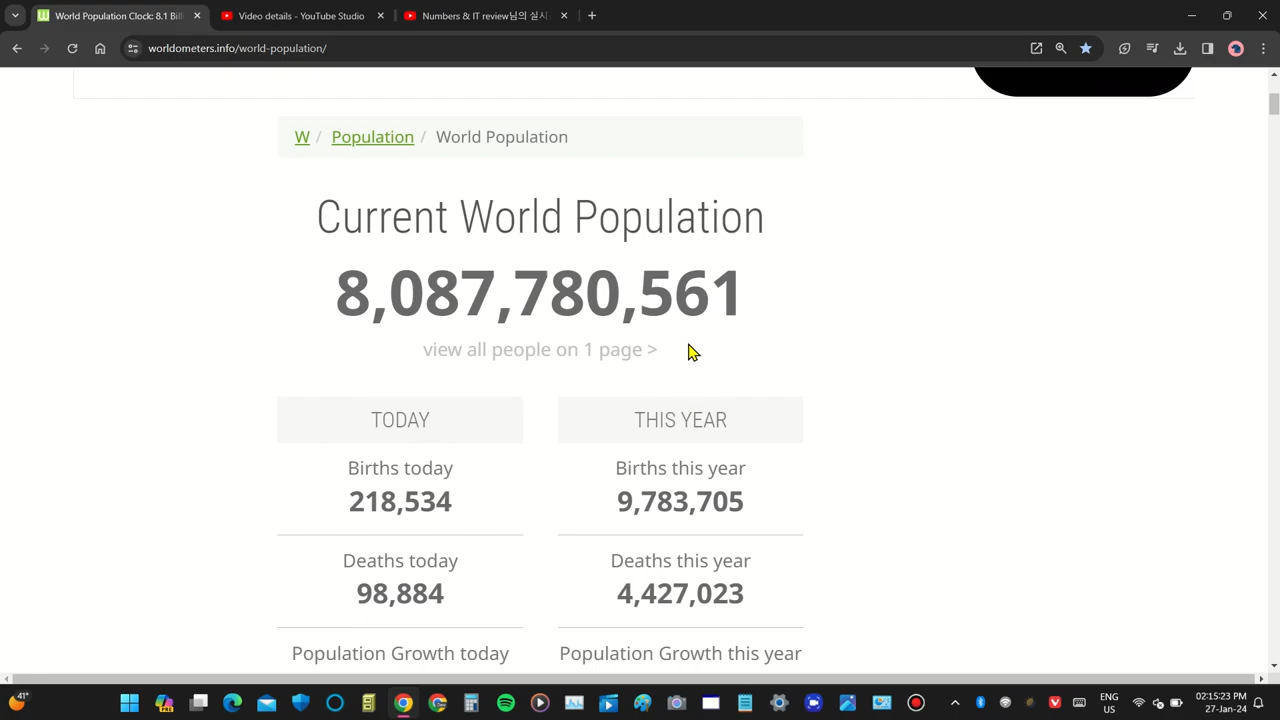 World Population Clock: 8.1 Bill
Video details - YouTube Studio
Numbers & IT review님의 실시
worldometers.info/world-population/
W / Population / World Population
Current World Population
8,087,780,561
view all people on 1 page >
TODAY
THIS YEAR
Births today
Births this year
218,534
9,783,705
Deaths today
Deaths this year
98,884
4,427,023
Population Growth today
Population Growth this year
41°
ENG
US
02:15:23 PM
27-Jan-24